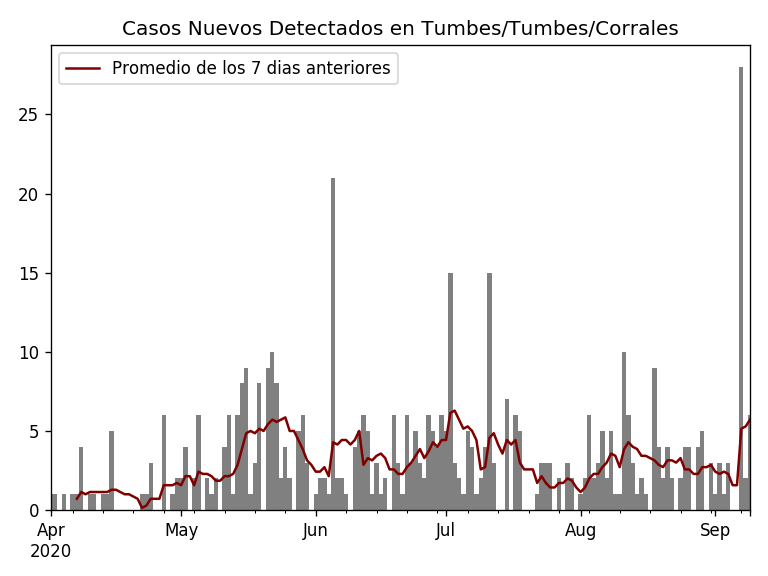 Casos Nuevos Detectados en Tumbes/Tumbes/Corrales
Promedio de los 7 dias anteriores
25
20
15
10
5
0
Apr May Jun Jul Aug Sep
2020